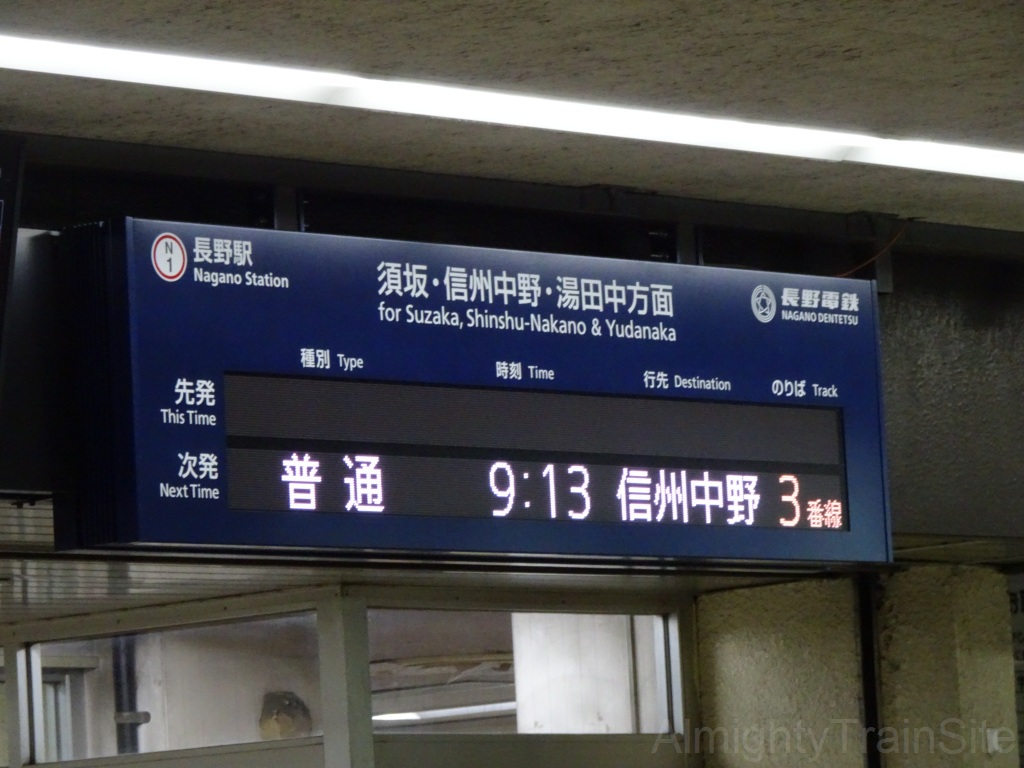 N
1
長野駅
Nagano Station
須坂・信州中野・湯田中方面
for Suzaka, Shinshu-Nakano & Yudanaka
長野電鉄
NAGANO DENTETSU
種別 Type
時刻 Time
行先 Destination
のりば Track
先発
This Time
次発
Next Time
普通 9:13 信州中野 3番線
AlmightyTrainSite